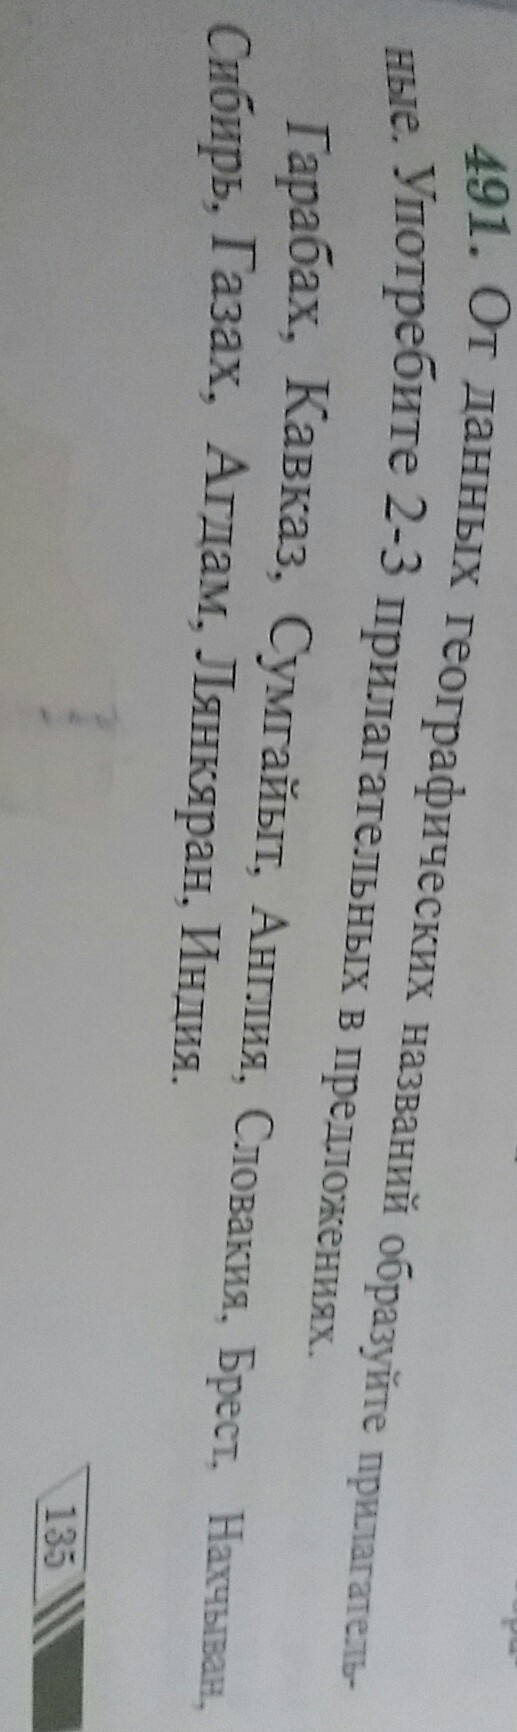 491. От данных географических названий образуйте прилагатель-
ные. Употребите 2-3 прилагательных в предложениях.
Гарабах, Кавказ, Сумгайыт, Англия, Словакия, Брест, Нахчыван,
Сибирь, Газах, Агдам, Лянкяран, Индия.
135